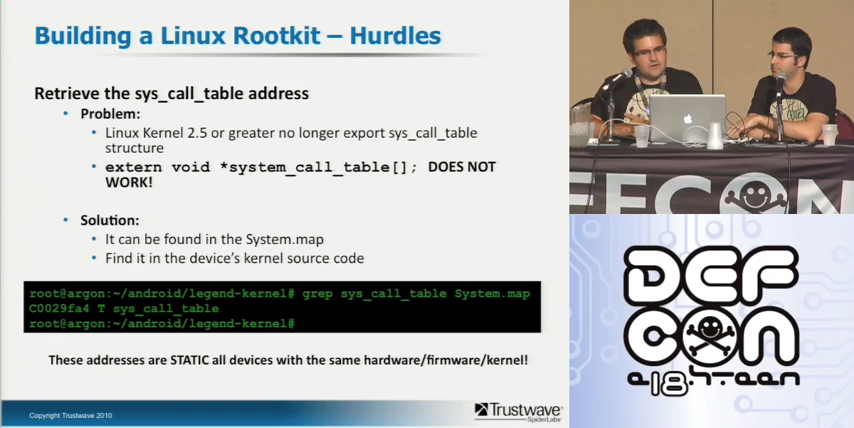 Building a Linux Rootkit – Hurdles
Retrieve the sys_call_table address
• Problem:
• Linux Kernel 2.5 or greater no longer export sys_call_table
structure
• extern void *system_call_table[]; DOES NOT
WORK!
• Solution:
• It can be found in the System.map
• Find it in the device's kernel source code
root@argon:~/android/legend-kernel# grep sys_call_table System.map
C0029fa4 T sys_call_table
root@argon:~/android/legend-kernel#
These addresses are STATIC all devices with the same hardware/firmware/kernel!
Copyright Trustwave 2010
Trustwave®
SpiderLabs®
FECON
DEF
CON
18